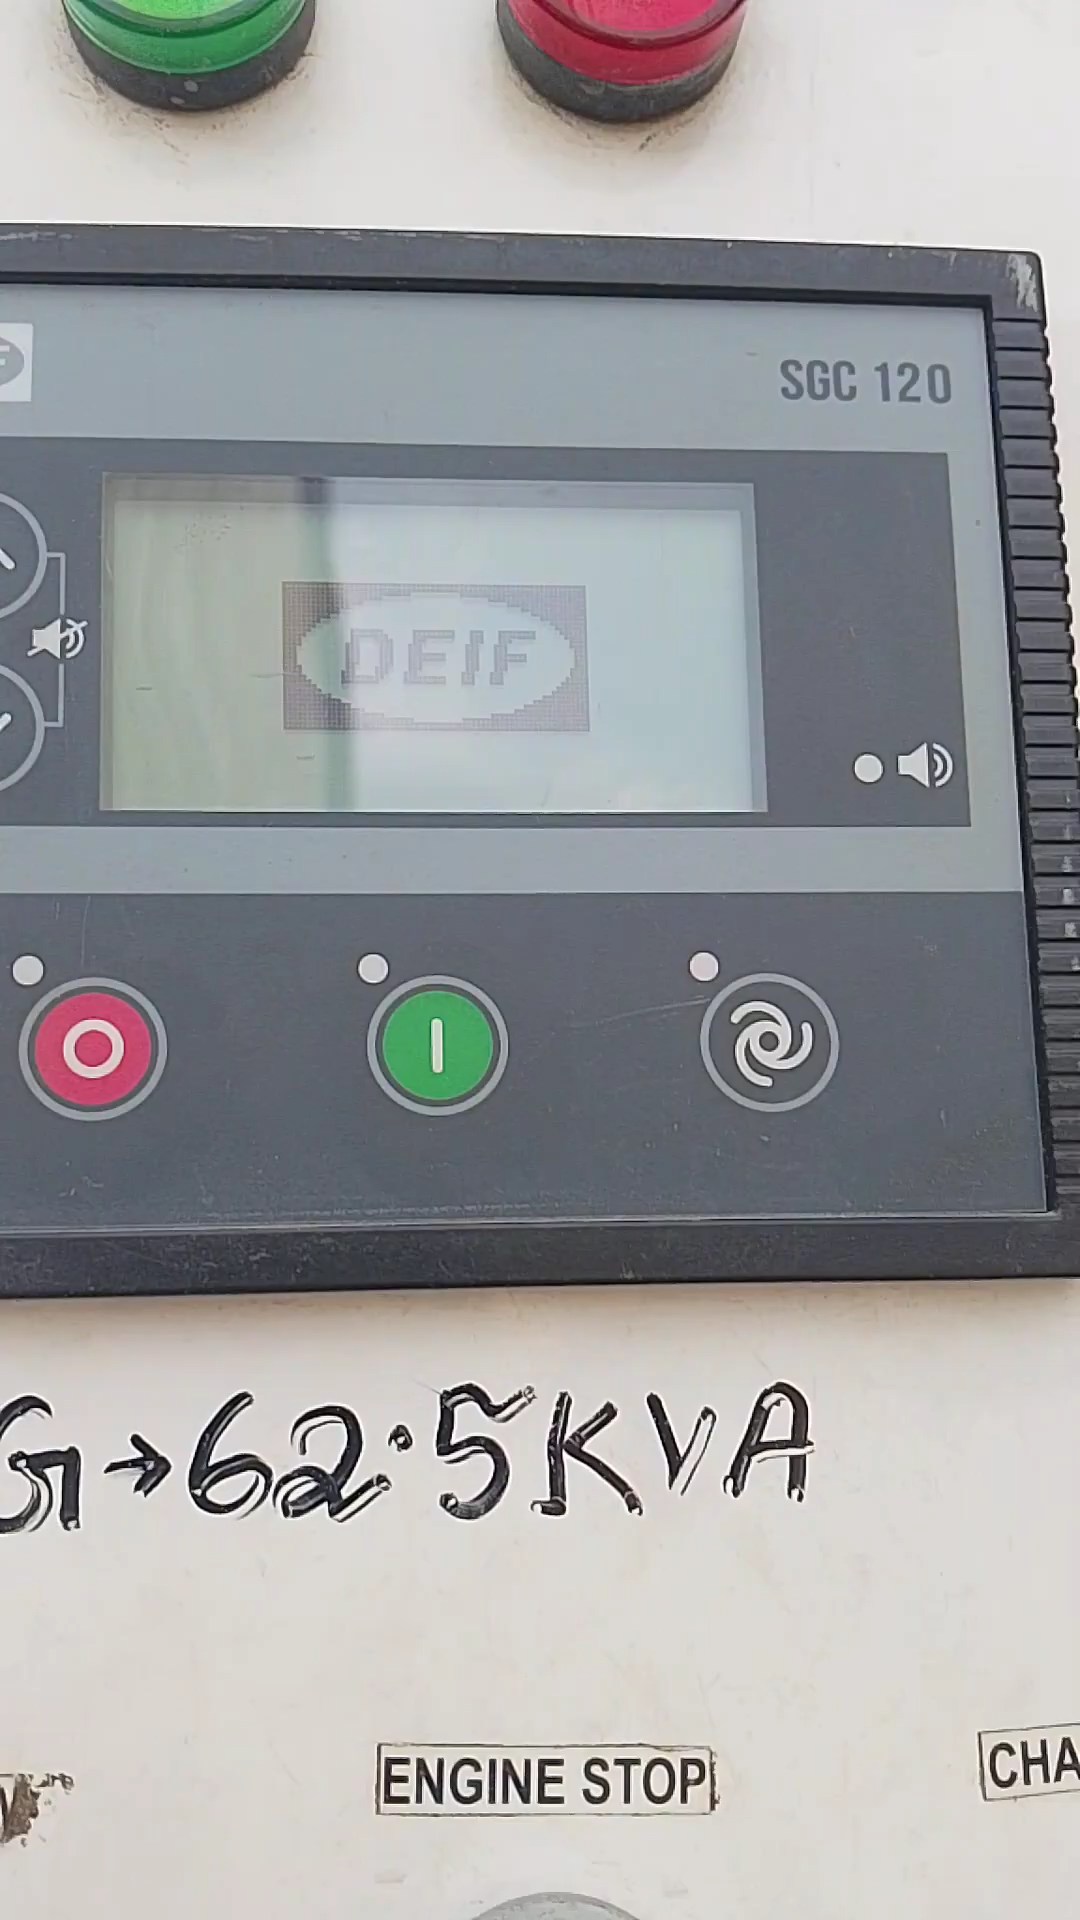 SGC 120
DEIF
G→62.5KVA
ENGINE STOP
CHA